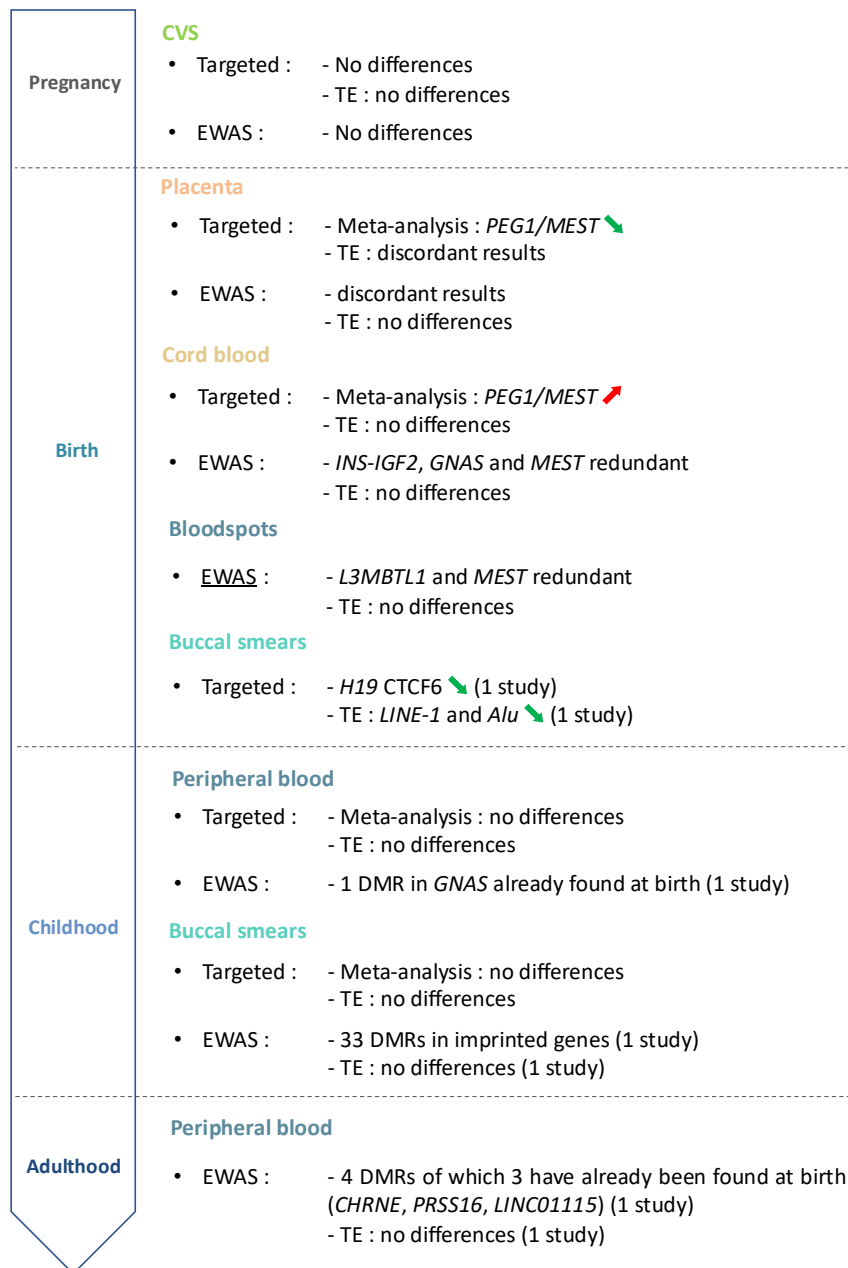 Pregnancy
CVS
• Targeted : - No differences
- TE : no differences
• EWAS : - No differences
Birth
Placenta
• Targeted : - Meta-analysis : PEG1/MEST
- TE : discordant results
• EWAS : - discordant results
- TE : no differences
Cord blood
• Targeted : - Meta-analysis : PEG1/MEST
- TE : no differences
• EWAS : - INS-IGF2, GNAS and MEST redundant
- TE : no differences
Bloodspots
• EWAS : - L3MBTL1 and MEST redundant
- TE : no differences
Buccal smears
• Targeted : - H19 CTCF6 (1 study)
- TE : LINE-1 and Alu (1 study)
Childhood
Peripheral blood
• Targeted : - Meta-analysis : no differences
- TE : no differences
• EWAS : - 1 DMR in GNAS already found at birth (1 study)
Buccal smears
• Targeted : - Meta-analysis : no differences
- TE : no differences
• EWAS : - 33 DMRs in imprinted genes (1 study)
- TE : no differences (1 study)
Adulthood
Peripheral blood
• EWAS : - 4 DMRs of which 3 have already been found at birth
(CHRNE, PRSS16, LINC01115) (1 study)
- TE : no differences (1 study)